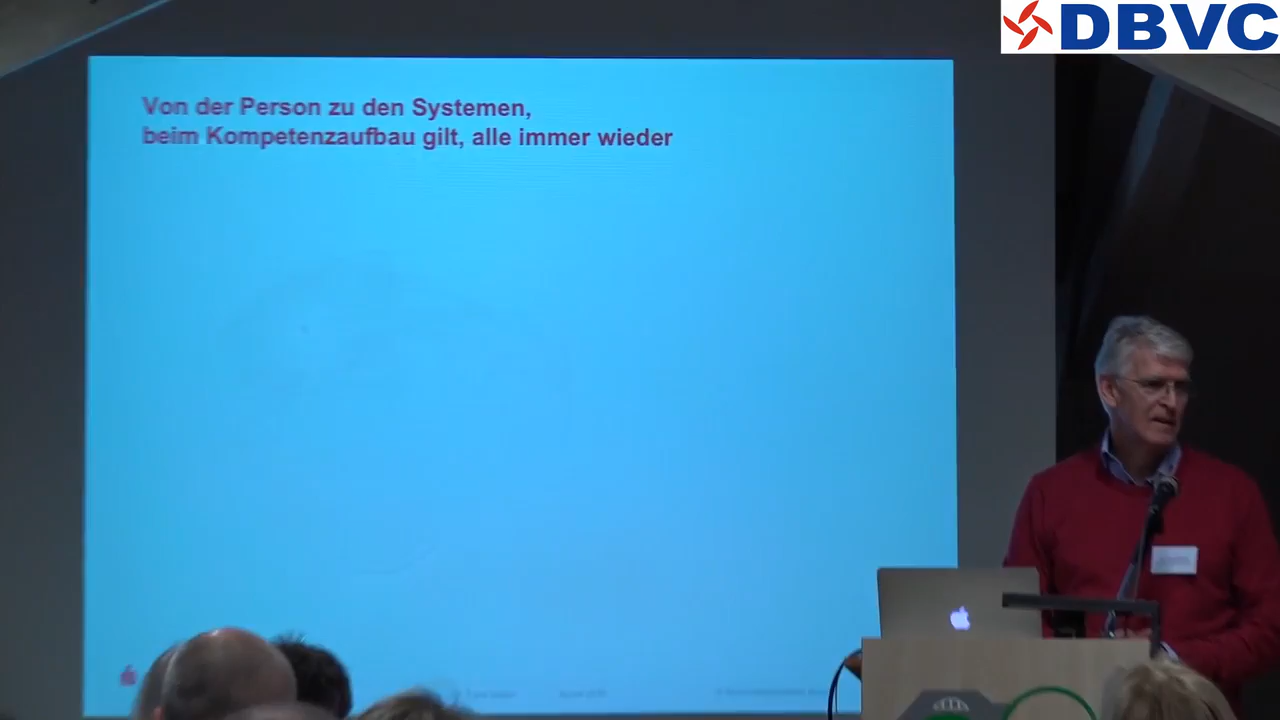 DBVC
Von der Person zu den Systemen,
beim Kompetenzaufbau gilt, alle immer wieder